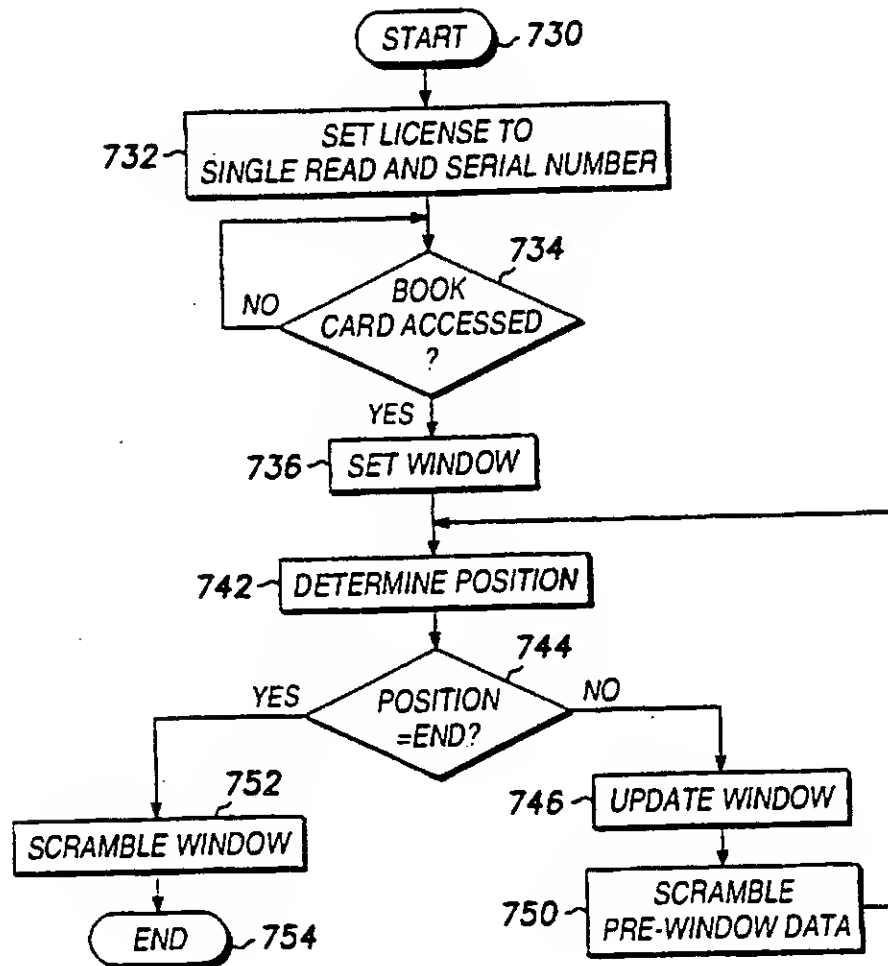 START
730
732
SET LICENSE TO
SINGLE READ AND SERIAL NUMBER
734
BOOK
CARD ACCESSED
?
NO
YES
736
SET WINDOW
742
DETERMINE POSITION
744
YES
POSITION
=END?
NO
752
SCRAMBLE WINDOW
746
UPDATE WINDOW
750
SCRAMBLE
PRE-WINDOW DATA
END
754